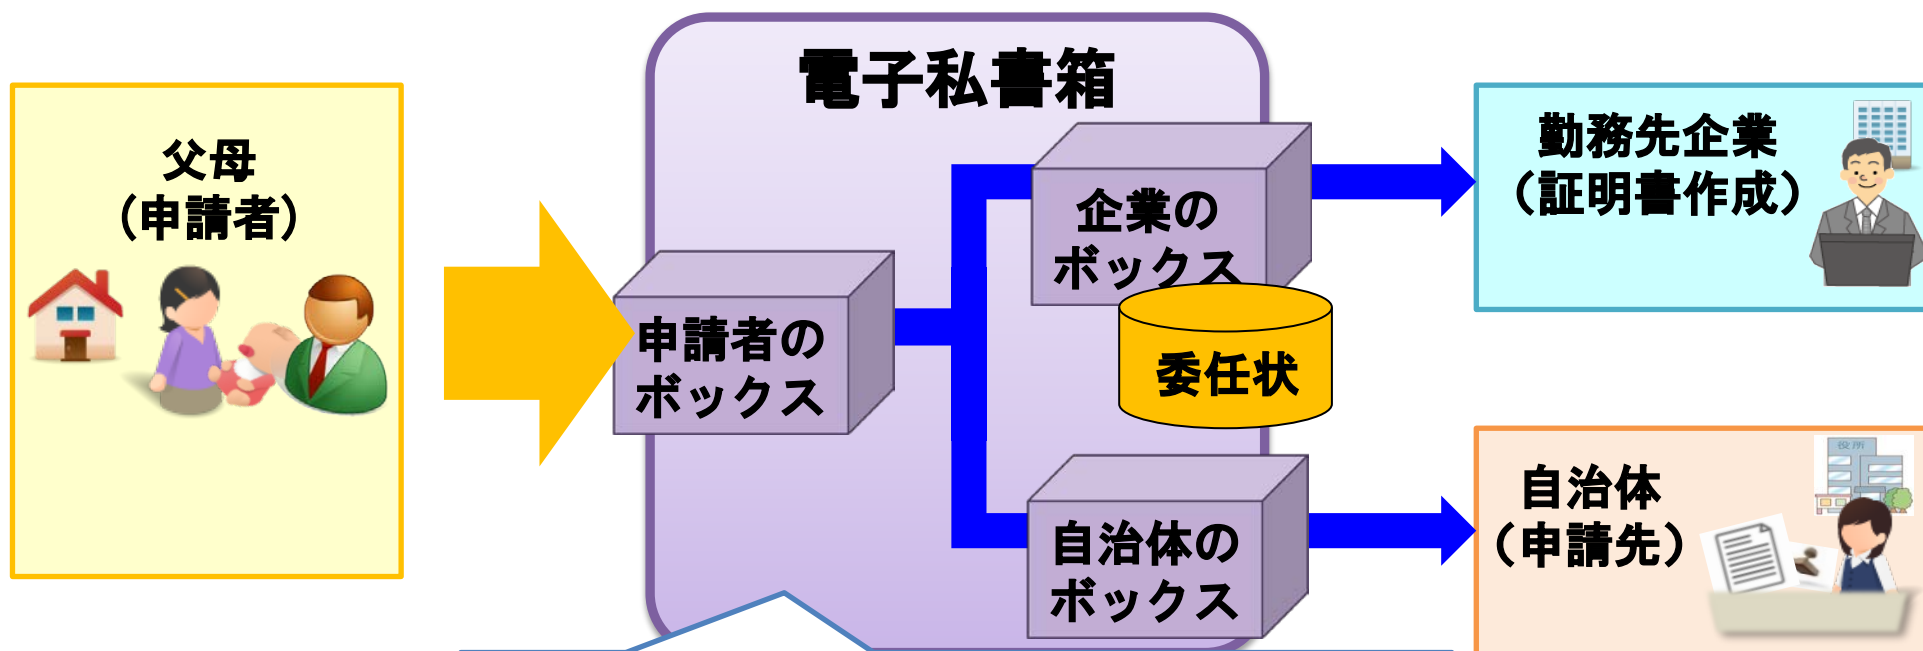 電子私書箱
父母
(申請者)
申請者の
ボックス
企業の
ボックス
委任状
自治体の
ボックス
勤務先企業
(証明書作成)
役所
自治体
(申請先)